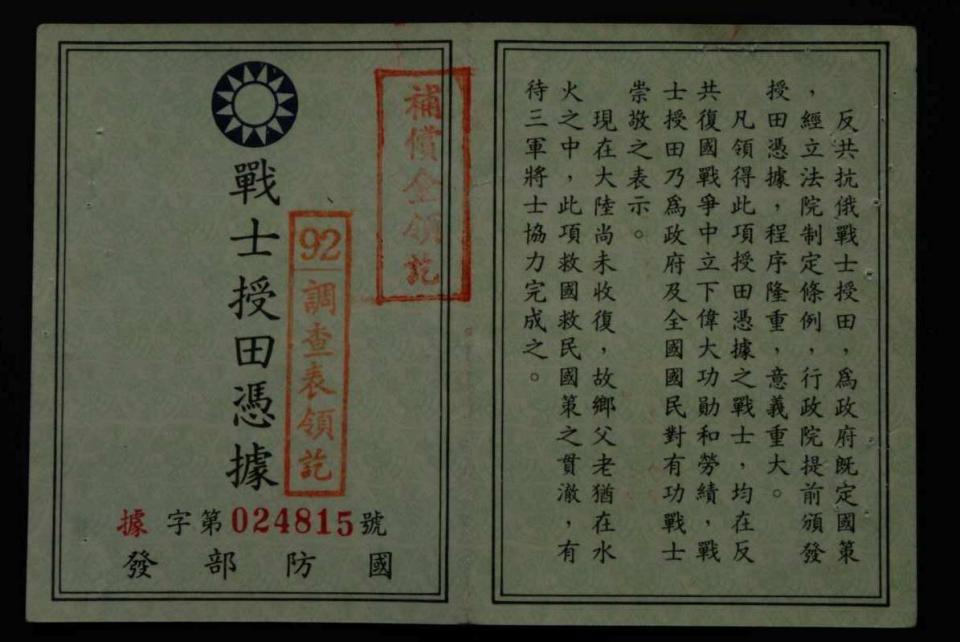 反共抗俄戰士授田，爲政府既定國策
，經立法院制定條例，行政院提前頒發
授田憑據，程序隆重，意義重大。
凡領得此項授田憑據之戰士，均在反
共復國戰爭中立下偉大功勛和勞績，戰
士授田乃爲政府及全國國民對有功戰士
崇敬之表示。
現在大陸尚未收復，故鄉父老猶在水
火之中，此項救國救民國策之貫澈，有
待三軍將士協力完成之。
補償金領訖
92調查表領訖
戰士授田憑據
據字第024815號
國防部發